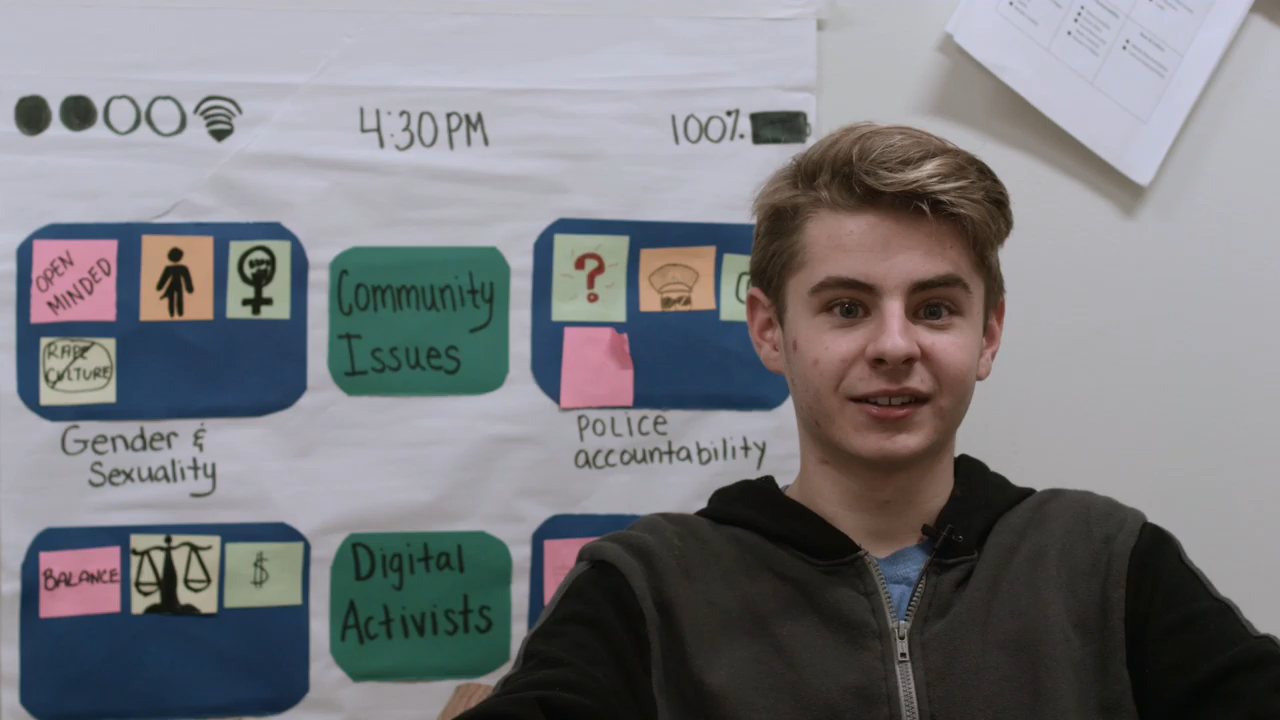 4:30 PM
100%
OPEN
MINDED
RAPE
CULTURE
Gender &
Sexuality
Community
Issues
?
POLICE
accountability
BALANCE
$
Digital
Activists